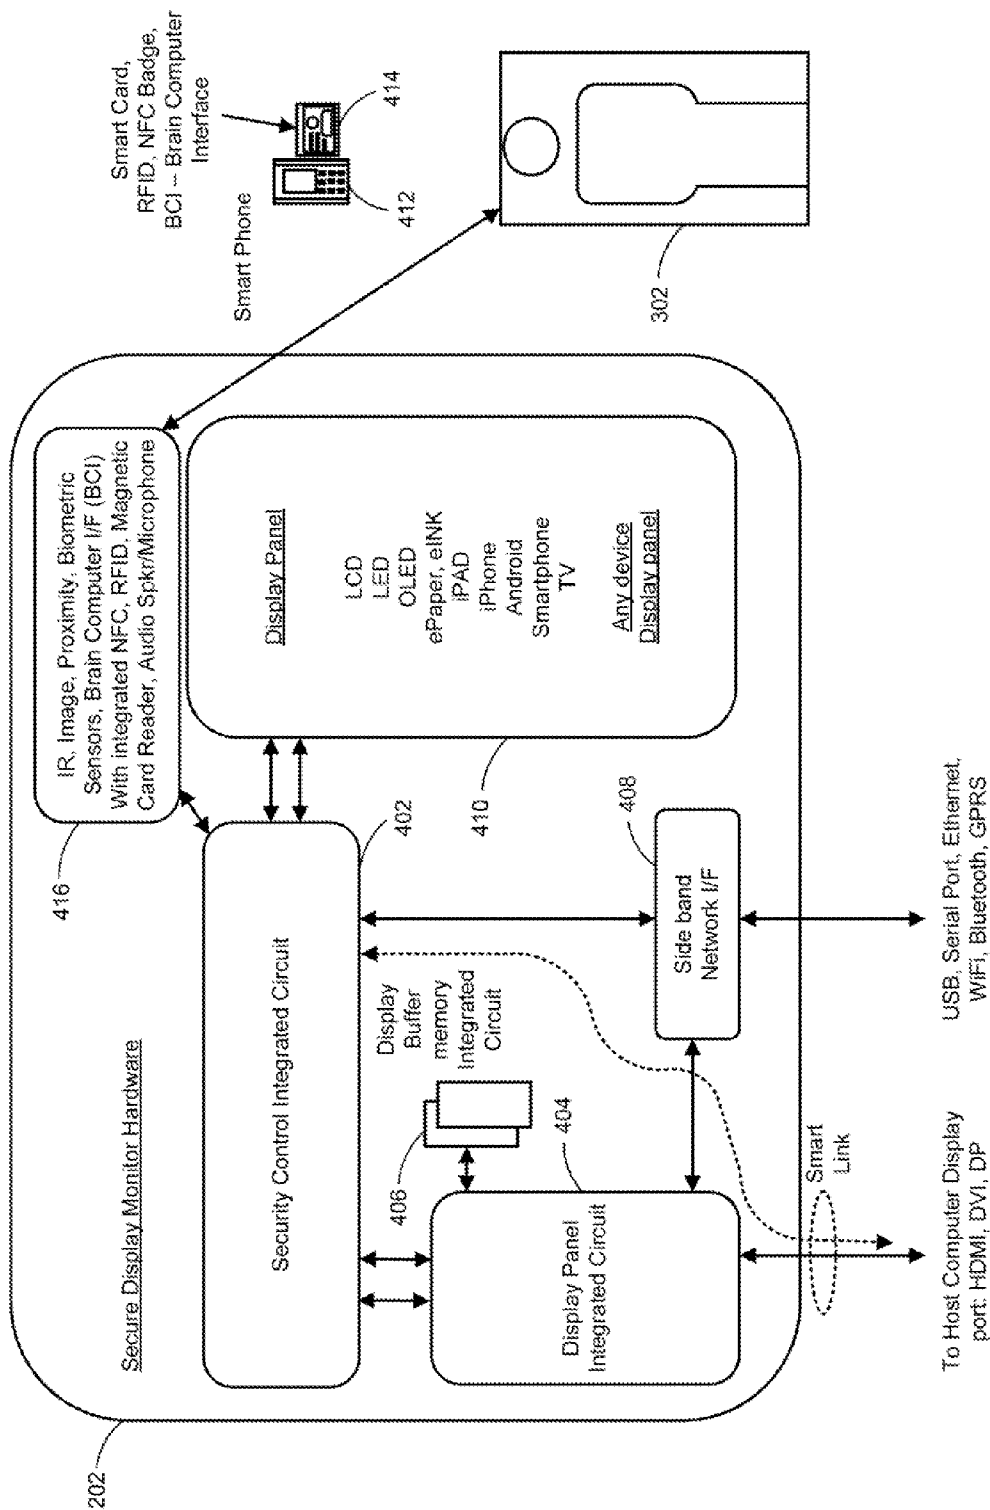 202
Secure Display Monitor Hardware
Security Control Integrated Circuit
402
416
IR, Image, Proximity, Biometric
Sensors, Brain Computer I/F (BCI)
With integrated NFC, RFID, Magnetic
Card Reader, Audio Spkr/Microphone
Smart Card,
RFID, NFC Badge,
BCI – Brain Computer
Interface
Smart Phone
414
412
302
Display Panel
LCD
LED
OLED
ePaper, eINK
iPAD
iPhone
Android
Smartphone
TV
Any device
Display panel
410
Display
Buffer
memory
Integrated
Circuit
406
404
Display Panel
Integrated Circuit
408
Side band
Network I/F
Smart
Link
To Host Computer Display
port: HDMI, DVI, DP
USB, Serial Port, Ethernet,
WiFi, Bluetooth, GPRS